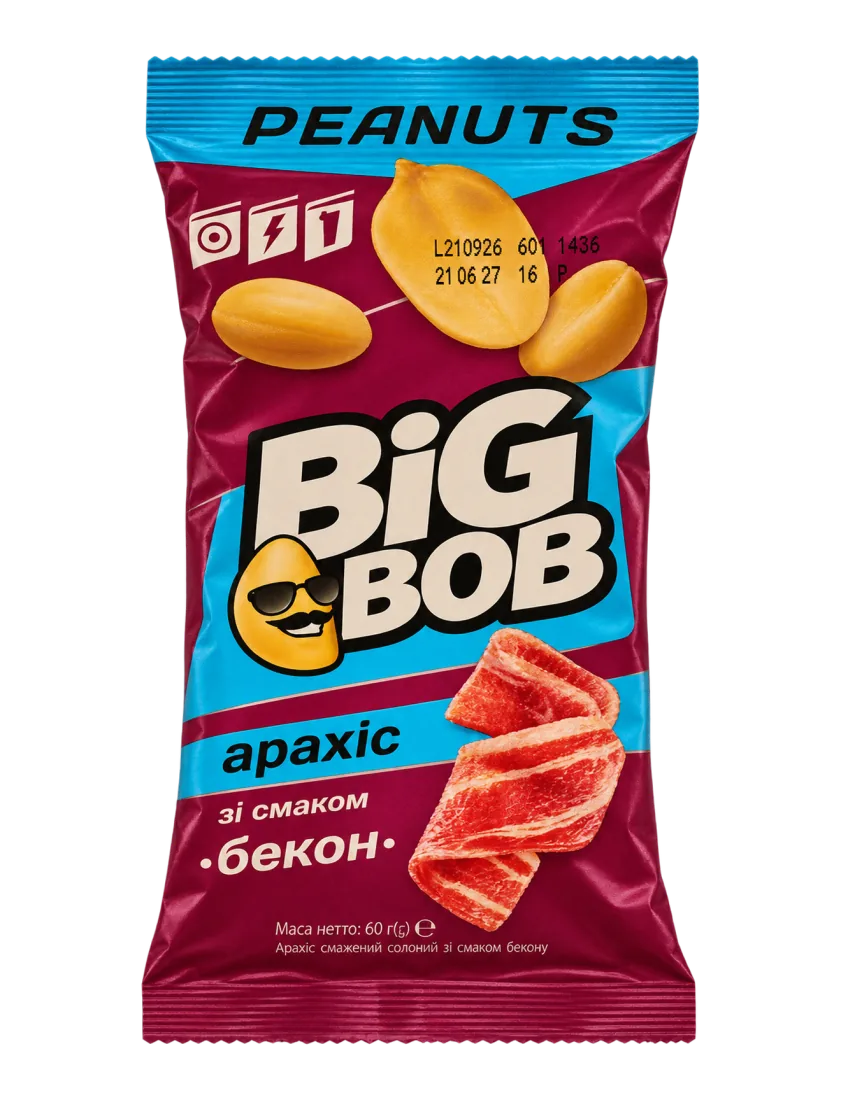 PEANUTS
L210926 601 1436
21 06 27 16 P
BiG
BOB
арахіс
зі смаком
•бекон•
Маса нетто: 60 г(g) ℮
Арахіс смажений солоний зі смаком бекону